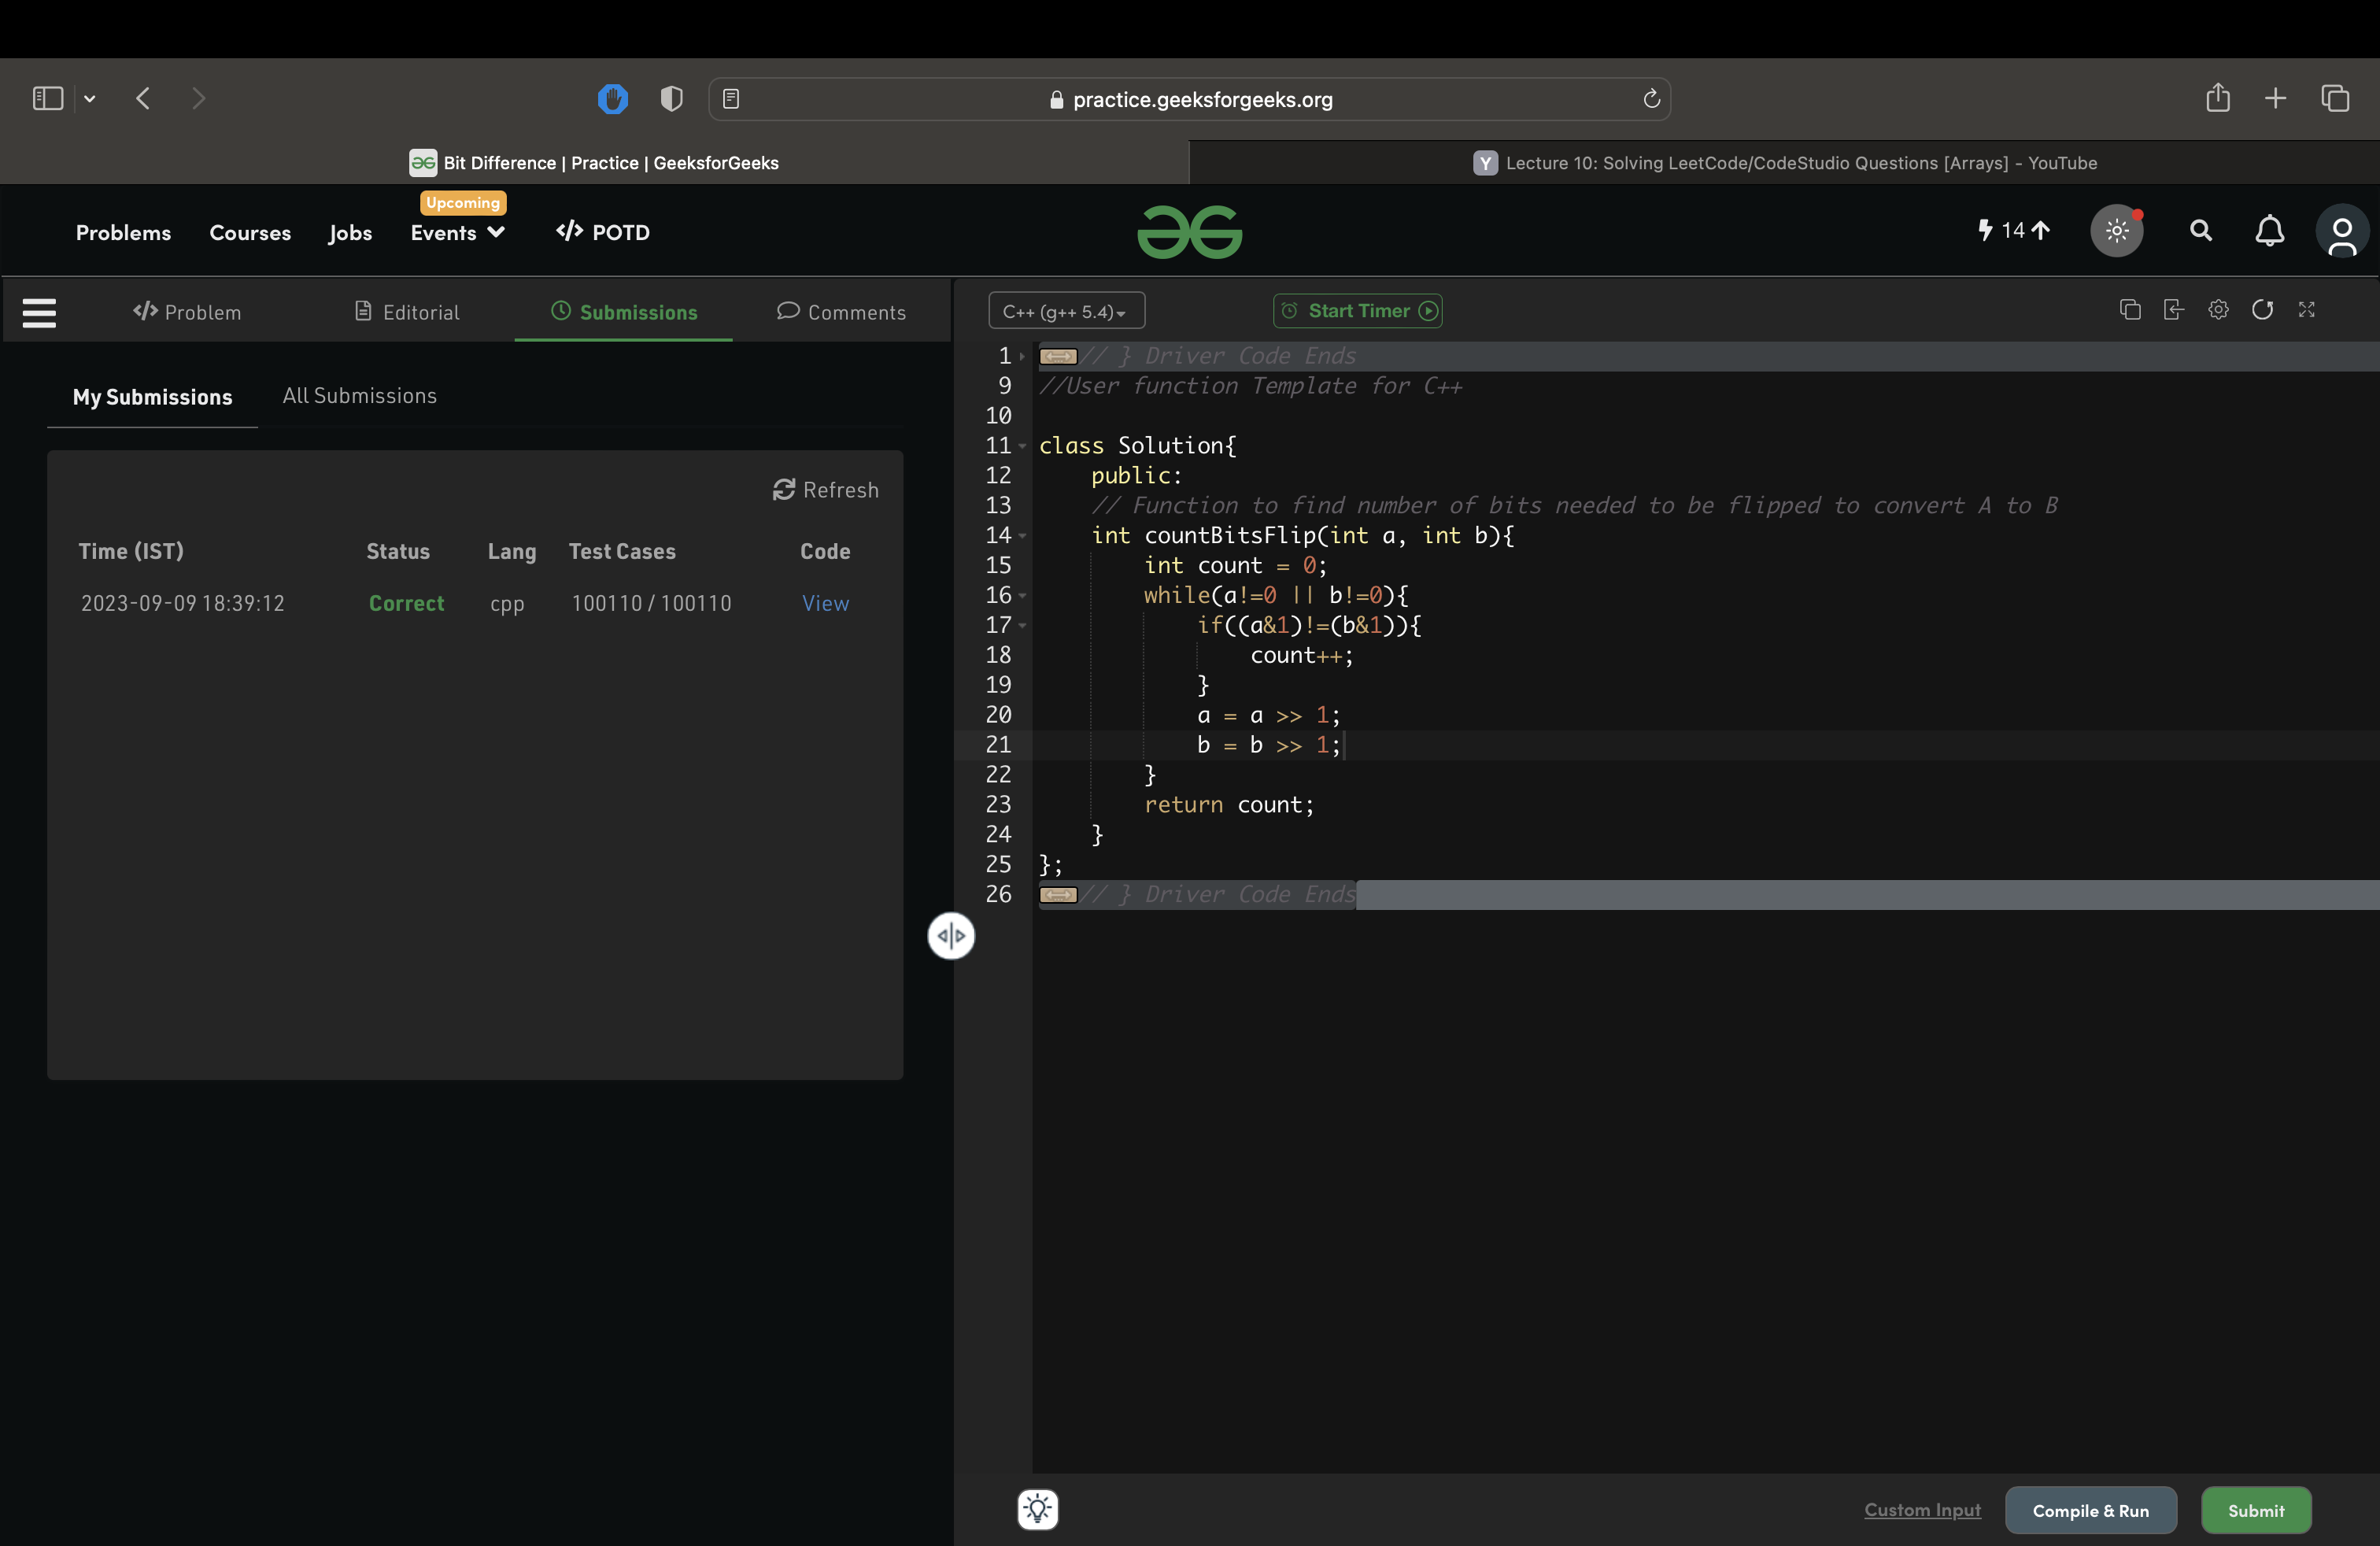 practice.geeksforgeeks.org
Bit Difference | Practice | GeeksforGeeks
Y Lecture 10: Solving LeetCode/CodeStudio Questions [Arrays] - YouTube
Upcoming
Problems Courses Jobs Events </> POTD
14
</> Problem Editorial Submissions Comments
C++ (g++ 5.4)
Start Timer
My Submissions All Submissions
Refresh
Time (IST) Status Lang Test Cases Code
2023-09-09 18:39:12 Correct cpp 100110 / 100110 View
1 // } Driver Code Ends
9 //User function Template for C++
10
11 class Solution{
12     public:
13     // Function to find number of bits needed to be flipped to convert A to B
14     int countBitsFlip(int a, int b){
15         int count = 0;
16         while(a!=0 || b!=0){
17             if((a&1)!=(b&1)){
18                 count++;
19             }
20             a = a >> 1;
21             b = b >> 1;
22         }
23         return count;
24     }
25 };
26 // } Driver Code Ends
Custom Input Compile & Run Submit